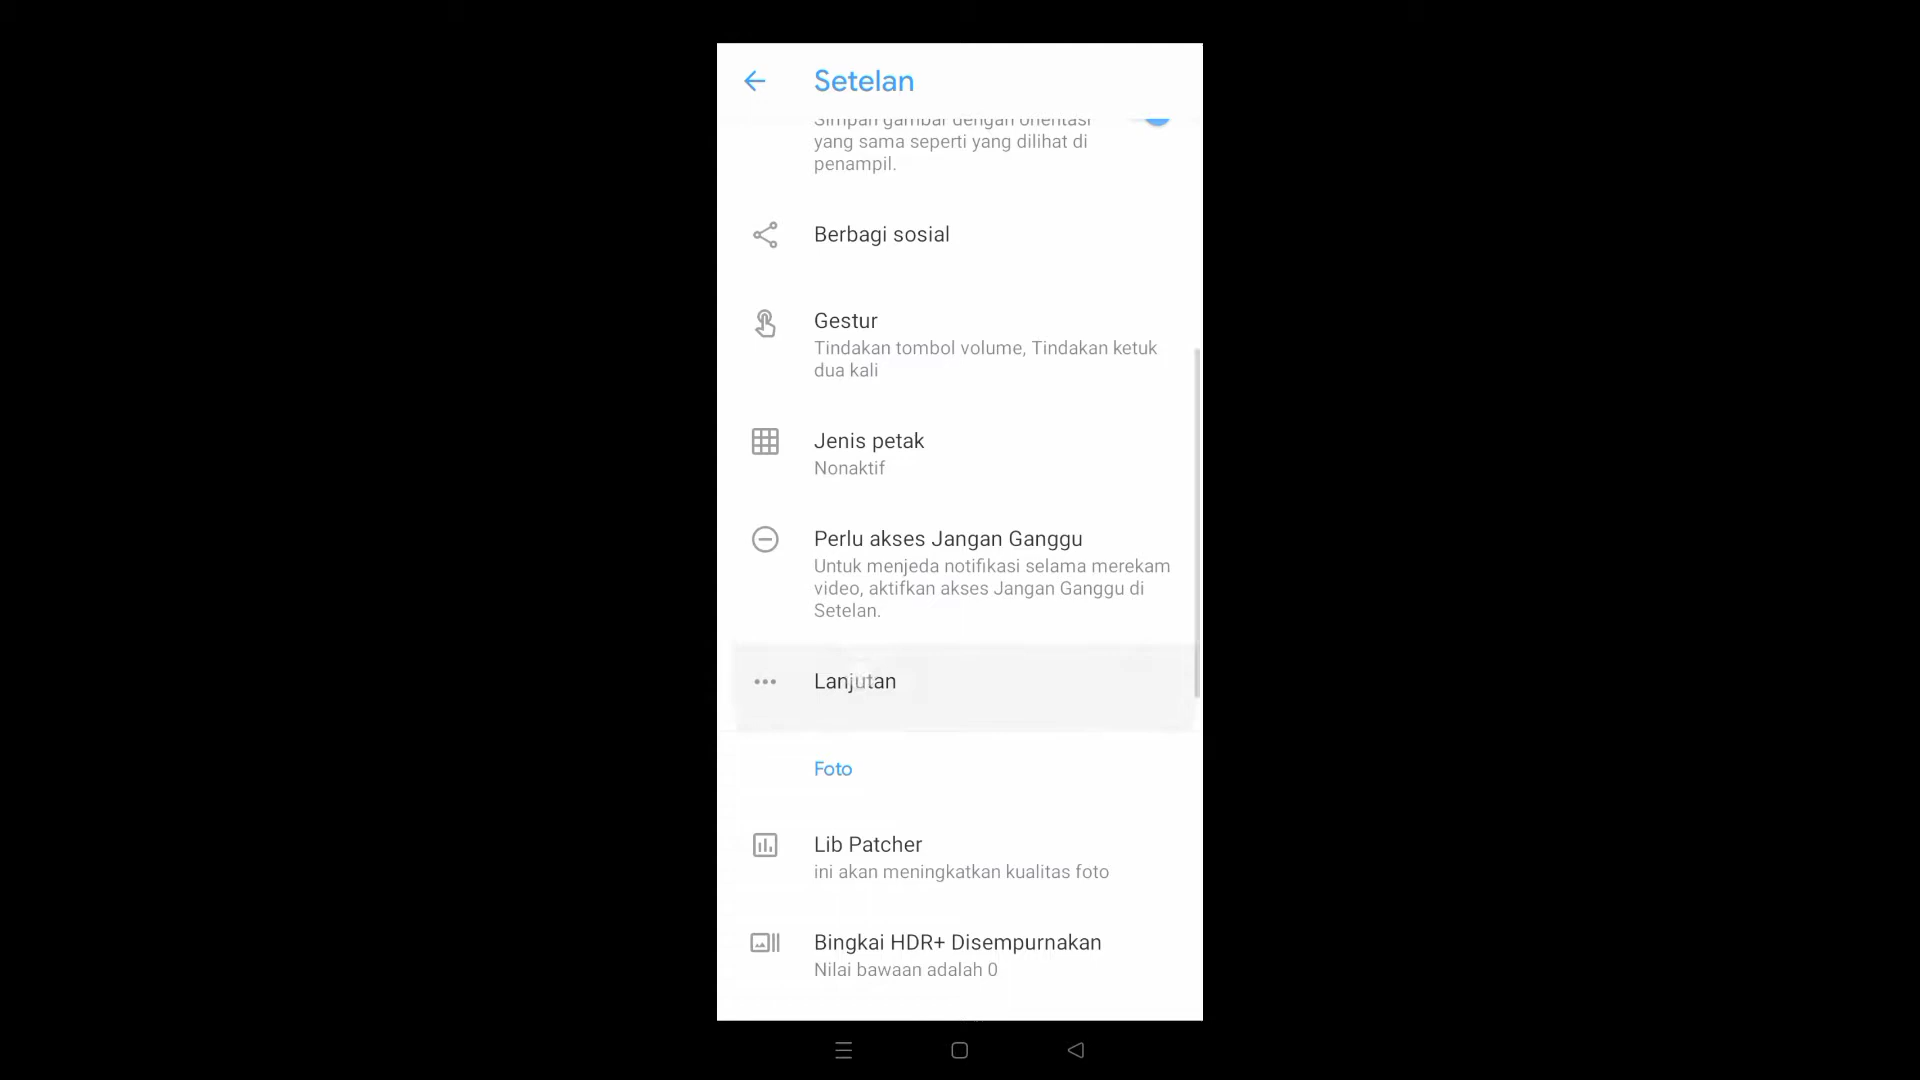 Setelan
Simpan gambar dengan orientasi
yang sama seperti yang dilihat di
penampil.
Berbagi sosial
Gestur
Tindakan tombol volume, Tindakan ketuk
dua kali
Jenis petak
Nonaktif
Perlu akses Jangan Ganggu
Untuk menjeda notifikasi selama merekam
video, aktifkan akses Jangan Ganggu di
Setelan.
Lanjutan
Foto
Lib Patcher
ini akan meningkatkan kualitas foto
Bingkai HDR+ Disempurnakan
Nilai bawaan adalah 0